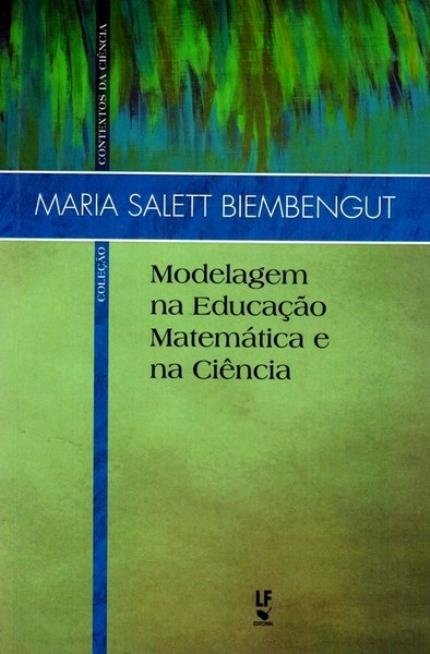 CONTEXTOS DA CIÊNCIA
MARIA SALETT BIEMBENGUT
COLEÇÃO
Modelagem
na Educação
Matemática e
na Ciência
LF
EDITORIAL